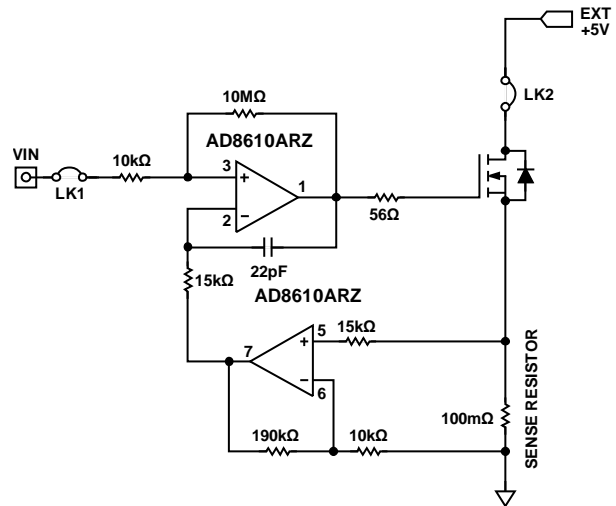 EXT
+5V
LK2
10MΩ
AD8610ARZ
VIN
LK1
10kΩ
3
+
1
2
−
56Ω
22pF
15kΩ
AD8610ARZ
7
5
+
15kΩ
−
6
190kΩ
10kΩ
100mΩ
SENSE RESISTOR